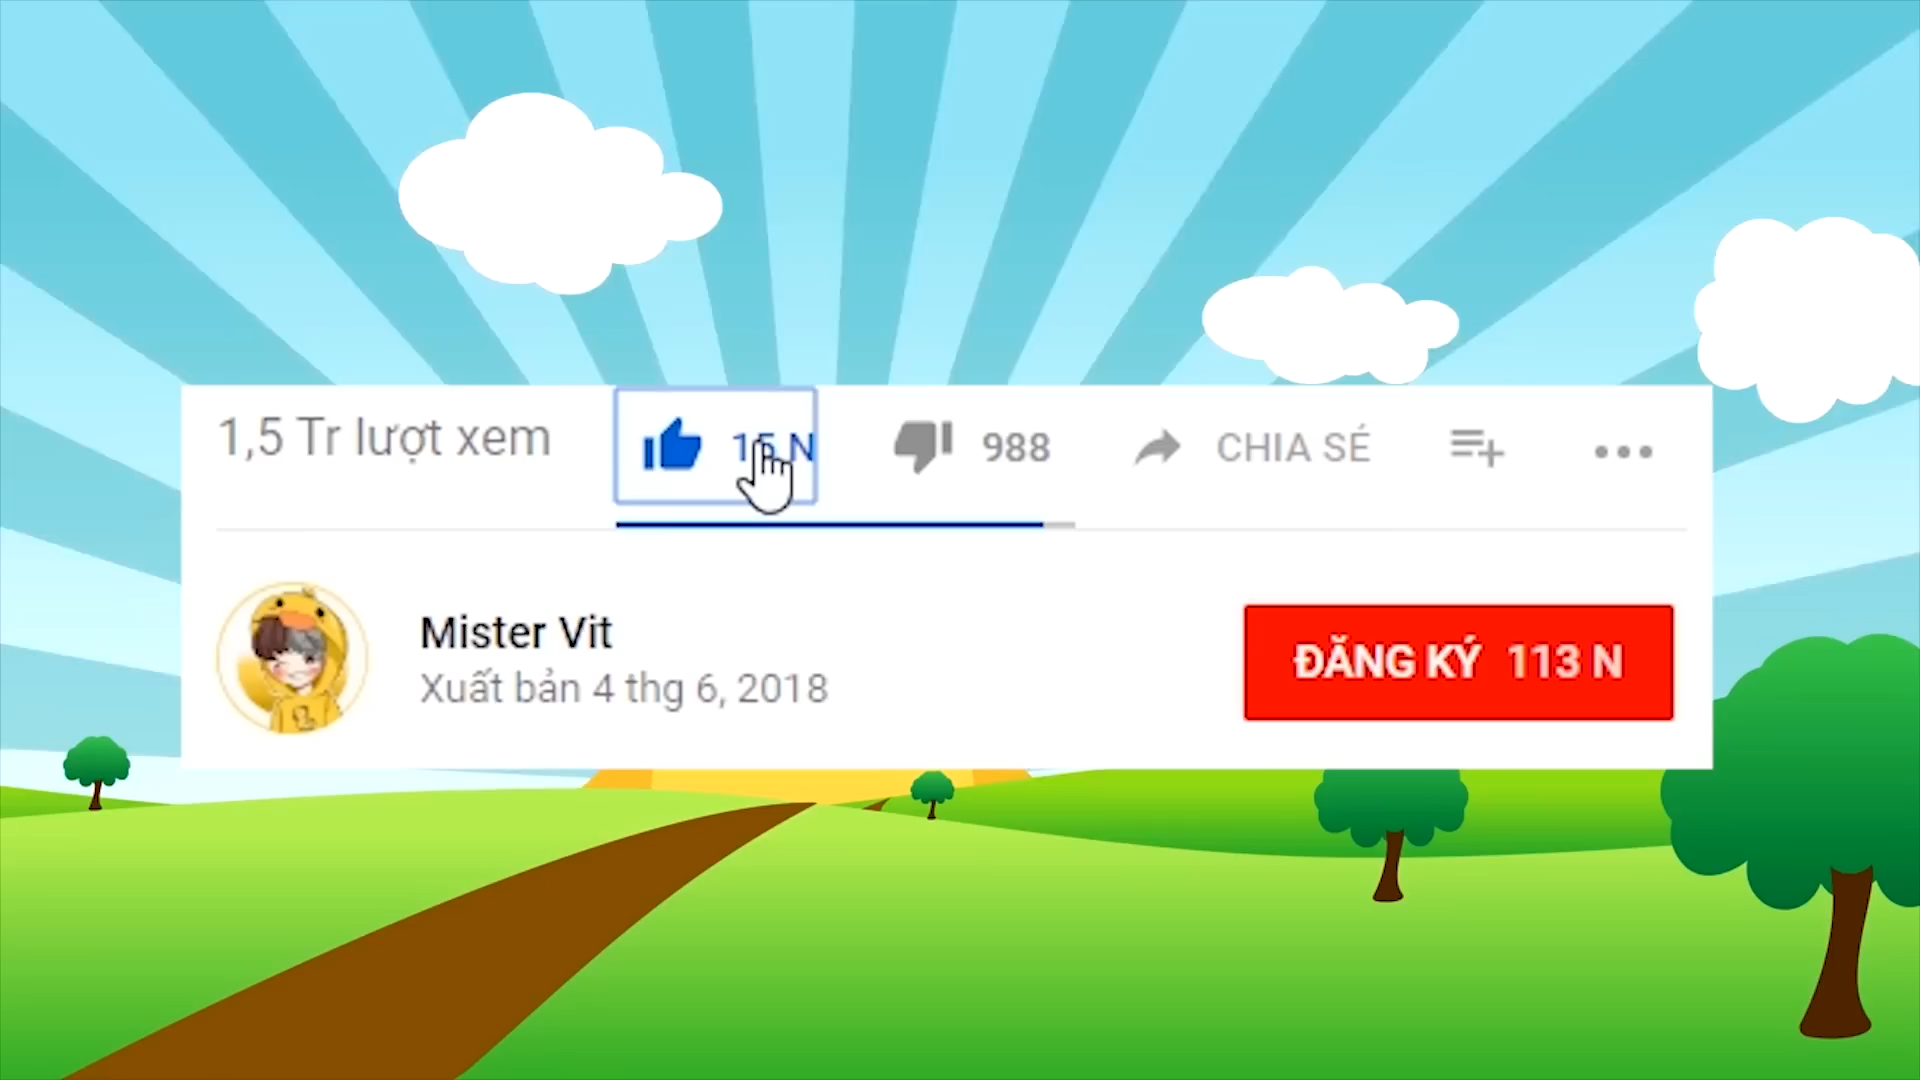 1,5 Tr lượt xem 15 N 988 CHIA SẺ
Mister Vit
Xuất bản 4 thg 6, 2018
ĐĂNG KÝ 113 N